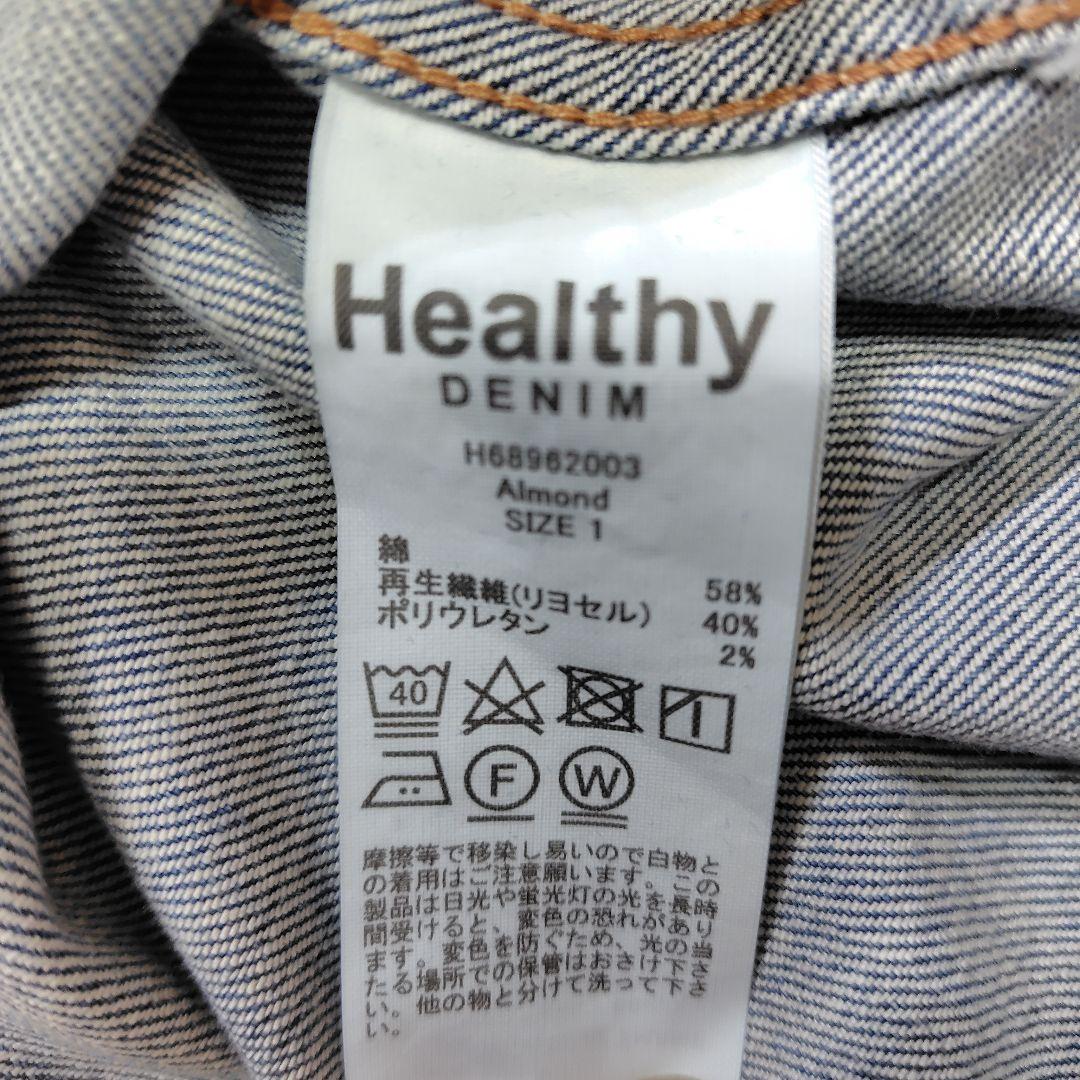 Healthy
DENIM
H68962003
Almond
SIZE 1
綿 58%
再生繊維(リヨセル) 40%
ポリウレタン 2%
40
F W
摩擦等で移染し易いので白物と
の着用はご注意願います。この
製品は日光や蛍光灯の光を長時
間受けると、変色の恐れがあり
ます。変色を防ぐため、光の当
たる場所での保管はおさけ下さ
い。他の物と分けて洗って下さ
い。